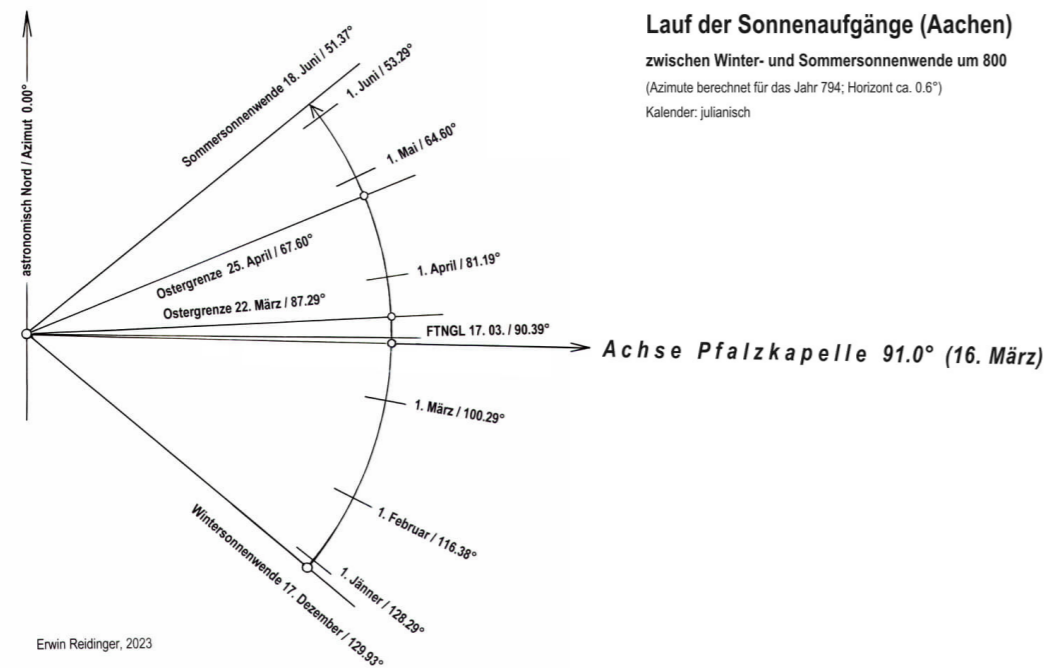 Lauf der Sonnenaufgänge (Aachen)
zwischen Winter- und Sommersonnenwende um 800
(Azimute berechnet für das Jahr 794; Horizont ca. 0.6°)
Kalender: julianisch
astronomisch Nord / Azimut 0.00°
Sommersonnenwende 18. Juni / 51.37°
1. Juni / 53.29°
1. Mai / 64.60°
Ostergrenze 25. April / 67.60°
1. April / 81.19°
Ostergrenze 22. März / 87.29°
FTNGL 17. 03. / 90.39°
Achse Pfalzkapelle 91.0° (16. März)
1. März / 100.29°
1. Februar / 116.38°
1. Jänner / 128.29°
Wintersonnenwende 17. Dezember / 129.93°
Erwin Reidinger, 2023